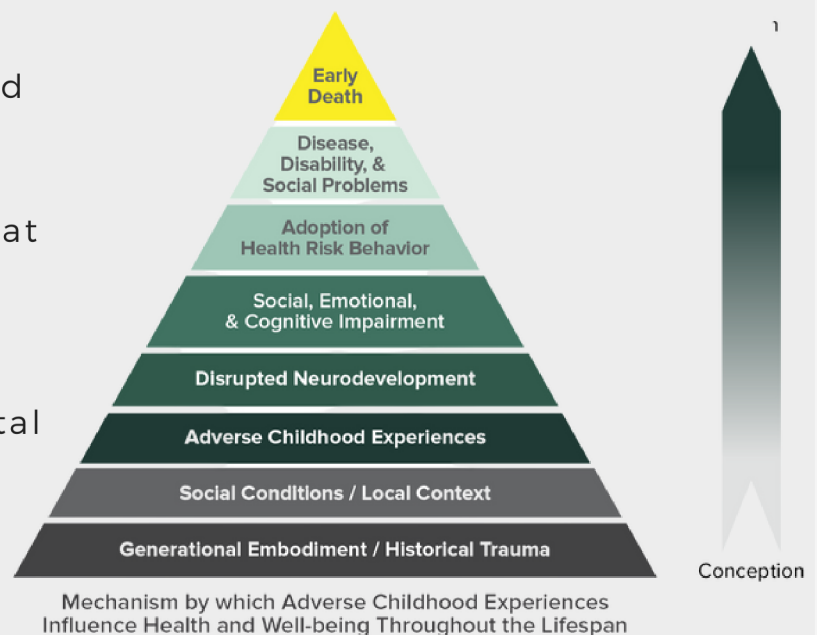 Early
Death
Disease,
Disability, &
Social Problems
Adoption of
Health Risk Behavior
Social, Emotional,
& Cognitive Impairment
Disrupted Neurodevelopment
Adverse Childhood Experiences
Social Conditions / Local Context
Generational Embodiment / Historical Trauma
Mechanism by which Adverse Childhood Experiences
Influence Health and Well-being Throughout the Lifespan
d
at
tal
Conception